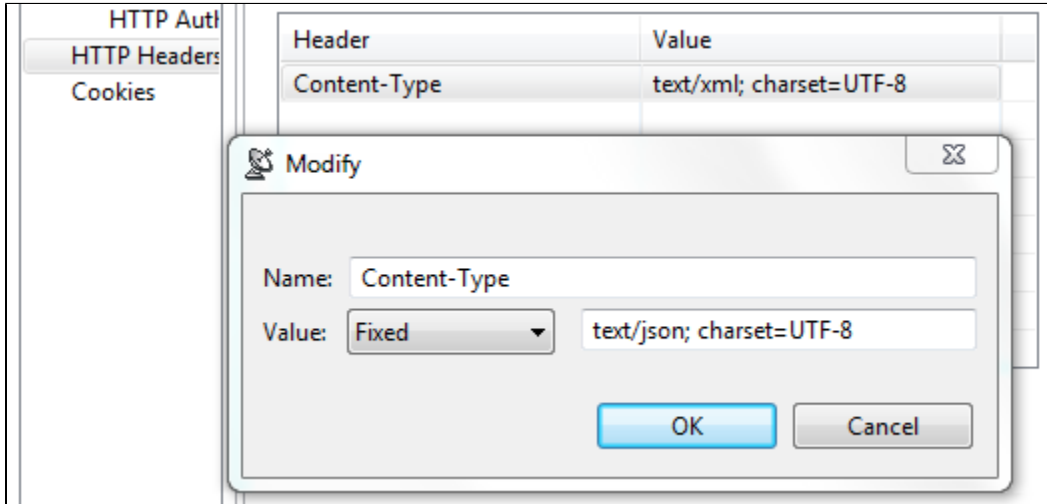 HTTP Auth
HTTP Headers
Cookies
Header Value
Content-Type text/xml; charset=UTF-8
Modify
Name: Content-Type
Value: Fixed text/json; charset=UTF-8
OK Cancel